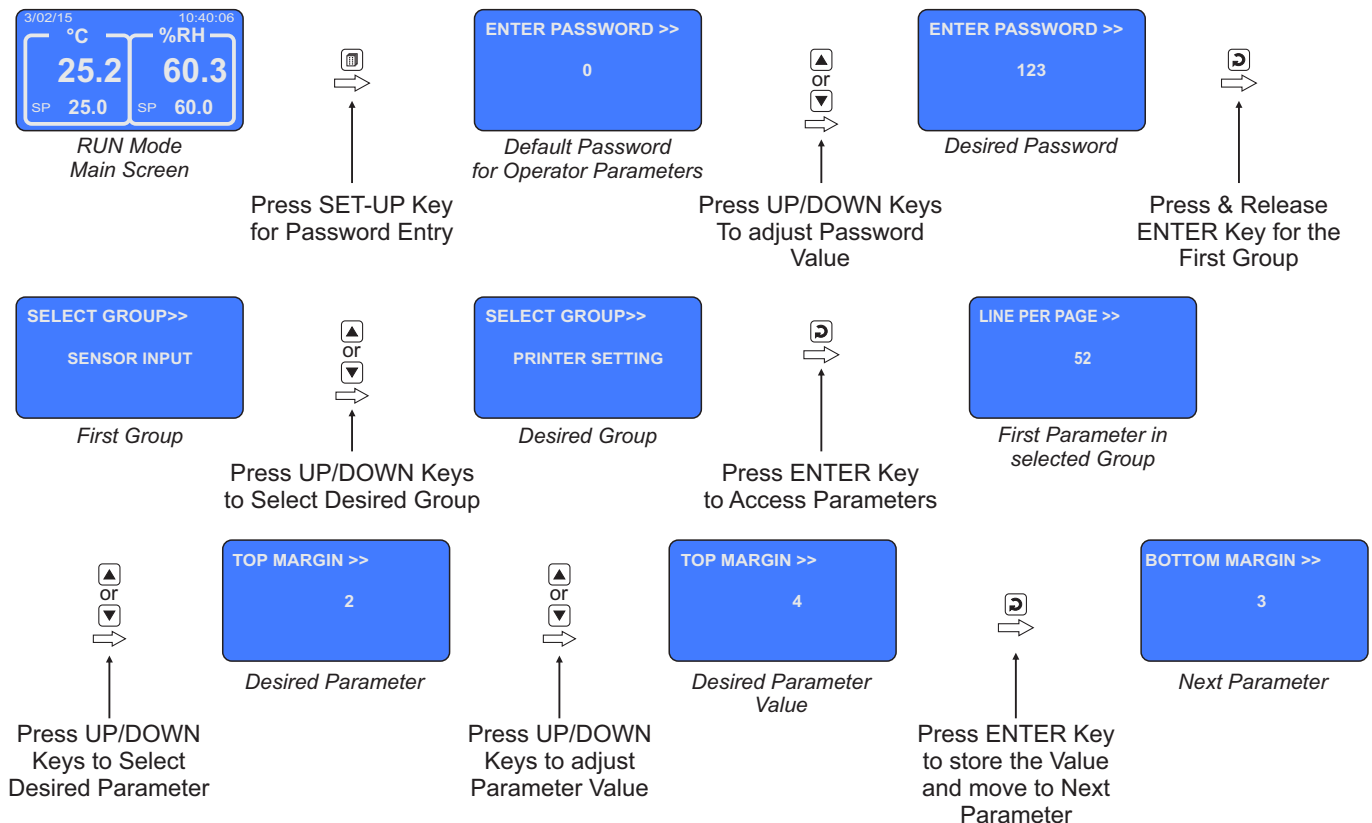 3/02/15 10:40:06
°C %RH
25.2 60.3
SP 25.0 SP 60.0
RUN Mode
Main Screen
Press SET-UP Key
for Password Entry
ENTER PASSWORD >>
0
Default Password
for Operator Parameters
or
Press UP/DOWN Keys
To adjust Password
Value
ENTER PASSWORD >>
123
Desired Password
Press & Release
ENTER Key for the
First Group
SELECT GROUP>>
SENSOR INPUT
First Group
or
Press UP/DOWN Keys
to Select Desired Group
SELECT GROUP>>
PRINTER SETTING
Desired Group
Press ENTER Key
to Access Parameters
LINE PER PAGE >>
52
First Parameter in
selected Group
or
Press UP/DOWN
Keys to Select
Desired Parameter
TOP MARGIN >>
2
Desired Parameter
or
Press UP/DOWN
Keys to adjust
Parameter Value
TOP MARGIN >>
4
Desired Parameter
Value
Press ENTER Key
to store the Value
and move to Next
Parameter
BOTTOM MARGIN >>
3
Next Parameter